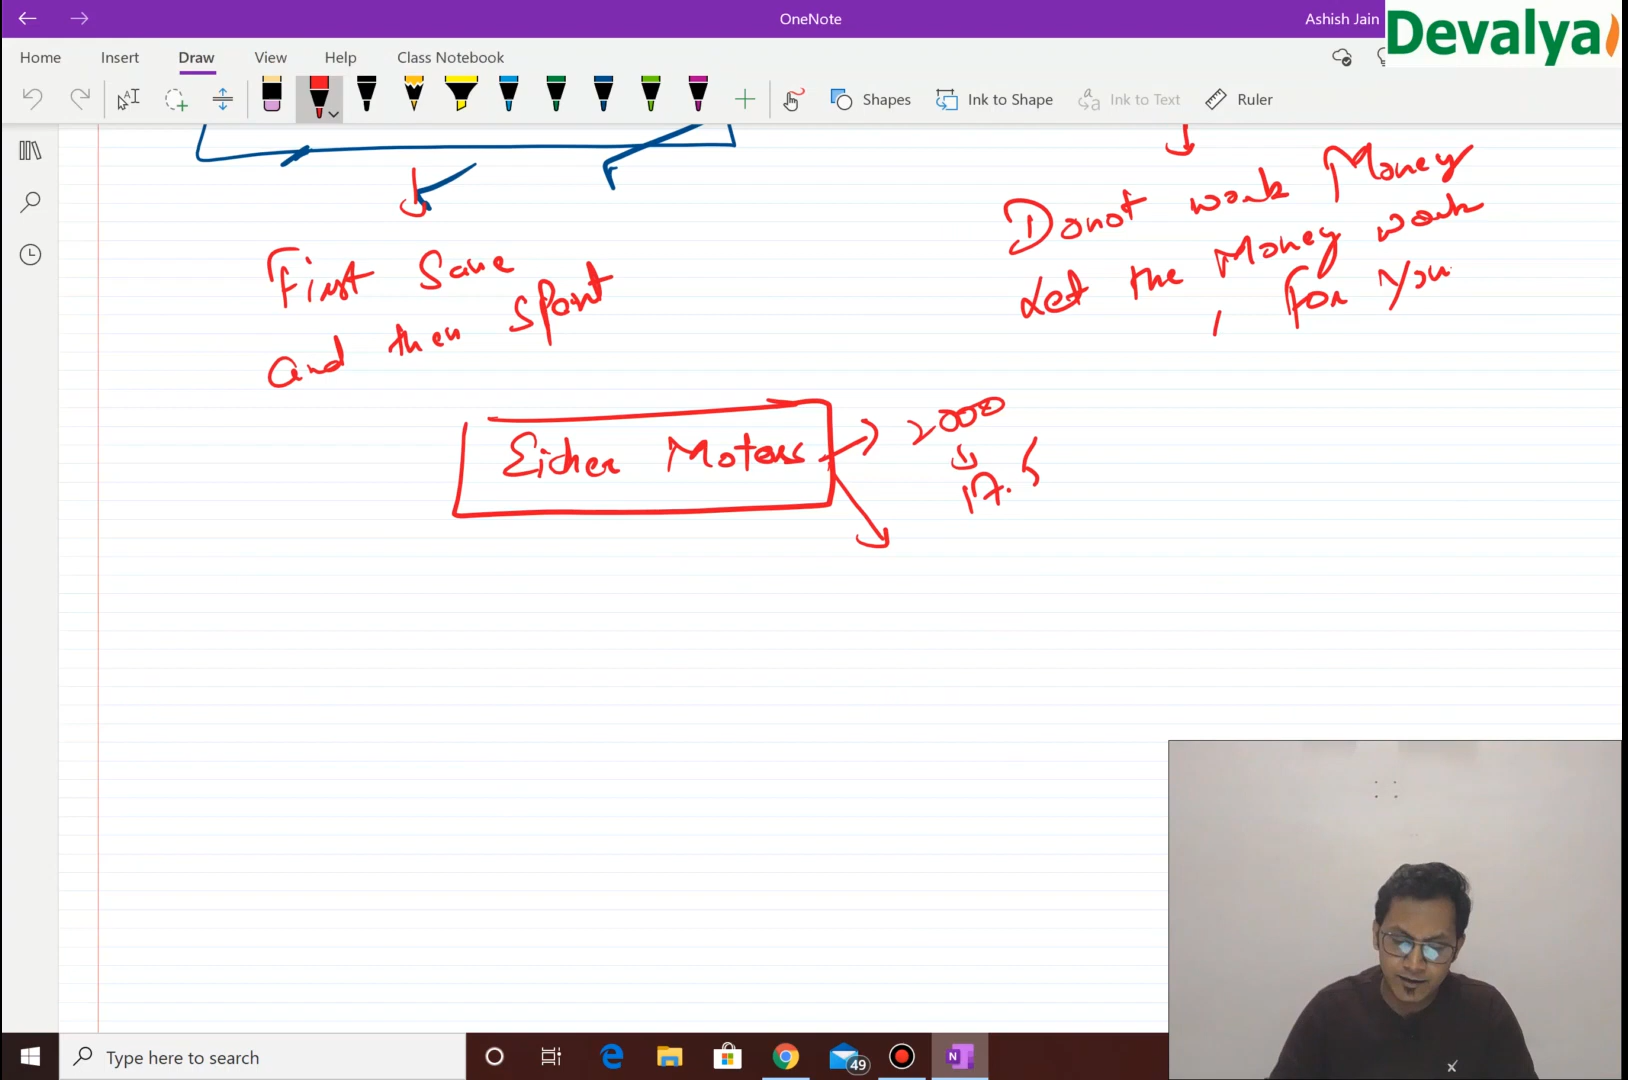 OneNote
Ashish Jain
Devalya
Home Insert Draw View Help Class Notebook
Shapes Ink to Shape Ink to Text Ruler
First Save
and then spent
Donot work Money
Let the Money work
for you
Eicher Motors
2000
17.5
Type here to search
49
N